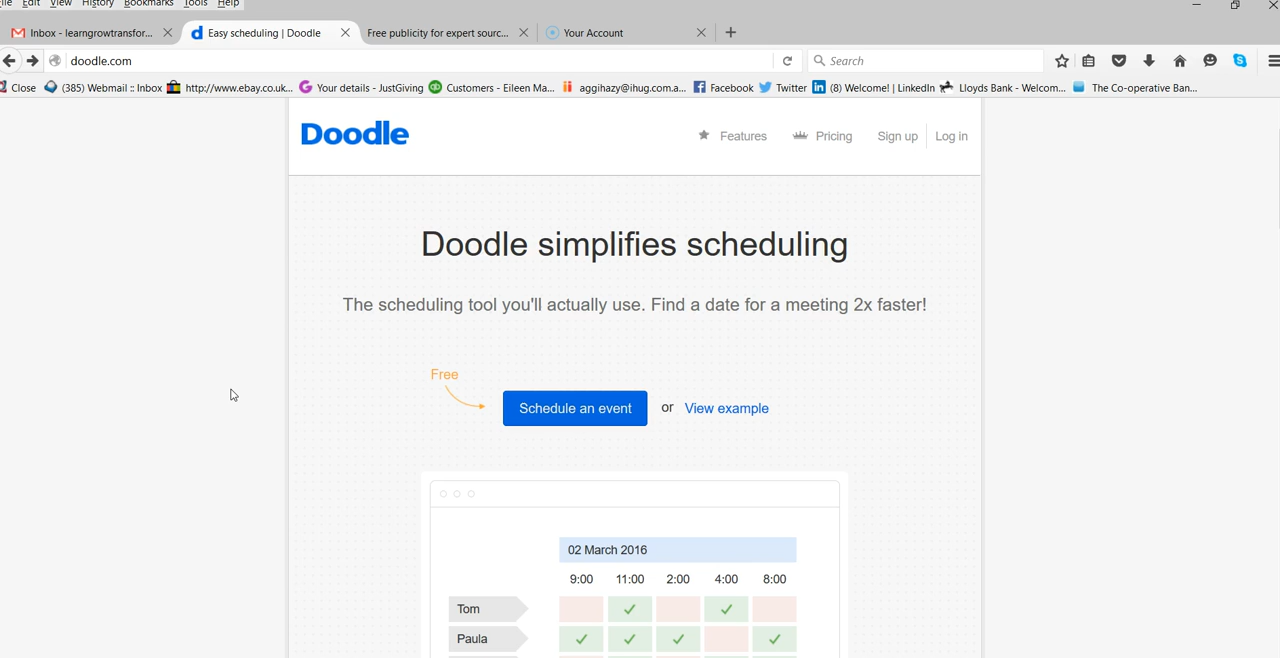 ile Edit View History Bookmarks Tools Help
Inbox - learngrowtransfor... Easy scheduling | Doodle Free publicity for expert sourc... Your Account
doodle.com Search
Close (385) Webmail :: Inbox http://www.ebay.co.uk... Your details - JustGiving Customers - Eileen Ma... aggihazy@ihug.com.a... Facebook Twitter (8) Welcome! | LinkedIn Lloyds Bank - Welcom... The Co-operative Ban...
Doodle Features Pricing Sign up Log in
Doodle simplifies scheduling
The scheduling tool you'll actually use. Find a date for a meeting 2x faster!
Free
Schedule an event or View example
02 March 2016
9:00 11:00 2:00 4:00 8:00
Tom
Paula